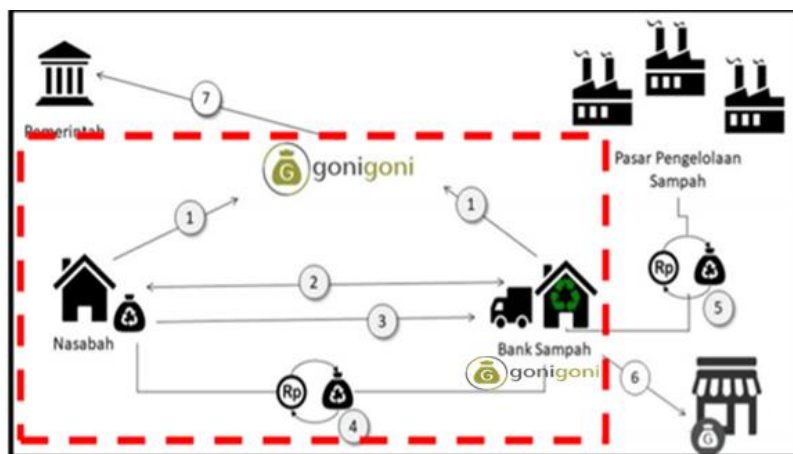 7
Pemerintah
G gonigoni
Pasar Pengelolaan
Sampah
1
1
2
Rp
5
3
Nasabah
Bank Sampah
G gonigoni
6
Rp
4
G